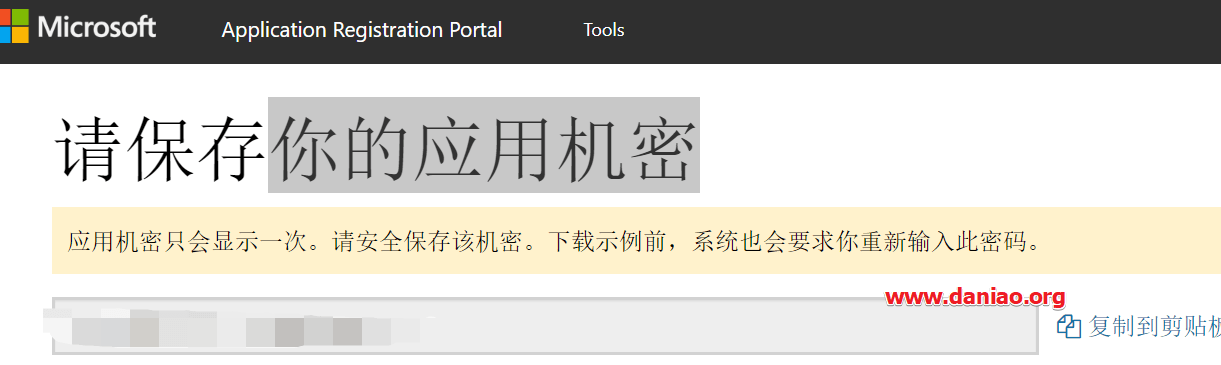 Microsoft Application Registration Portal Tools
请保存你的应用机密
应用机密只会显示一次。请安全保存该机密。下载示例前，系统也会要求你重新输入此密码。
www.daniao.org
复制到剪贴板